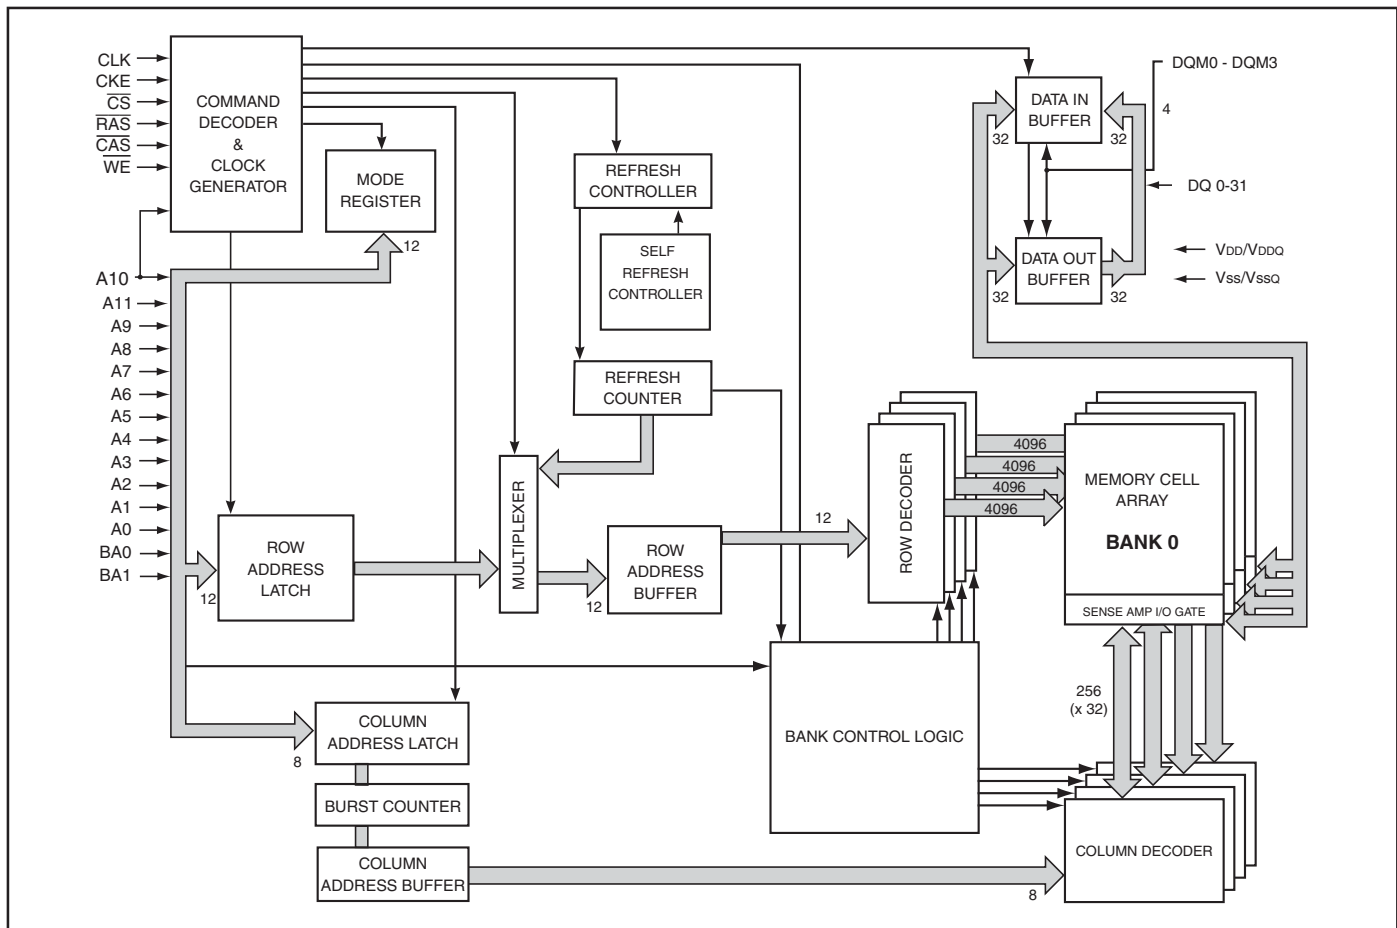 CLK
CKE
CS
RAS
CAS
WE
A10
A11
A9
A8
A7
A6
A5
A4
A3
A2
A1
A0
BA0
BA1
COMMAND
DECODER
&
CLOCK
GENERATOR
MODE
REGISTER
12
REFRESH
CONTROLLER
SELF
REFRESH
CONTROLLER
REFRESH
COUNTER
DATA IN
BUFFER
32
32
DQM0 - DQM3
4
DQ 0-31
VDD/VDDQ
Vss/VssQ
DATA OUT
BUFFER
32
32
MULTIPLEXER
ROW
ADDRESS
LATCH
12
ROW
ADDRESS
BUFFER
12
12
ROW DECODER
4096
4096
4096
4096
MEMORY CELL
ARRAY
BANK 0
SENSE AMP I/O GATE
256
(x 32)
BANK CONTROL LOGIC
COLUMN
ADDRESS LATCH
8
BURST COUNTER
COLUMN
ADDRESS BUFFER
8
COLUMN DECODER